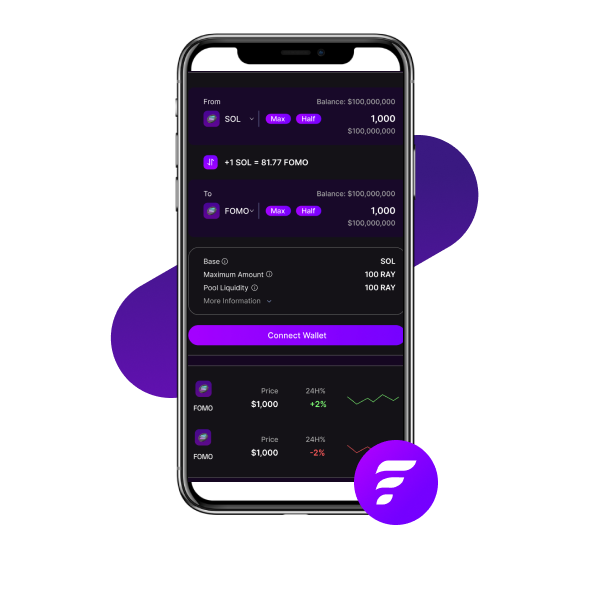 From
Balance: $100,000,000
SOL Max Half 1,000
$100,000,000
+1 SOL = 81.77 FOMO
To
Balance: $100,000,000
FOMO Max Half 1,000
$100,000,000
Base SOL
Maximum Amount 100 RAY
Pool Liquidity 100 RAY
More Information
Connect Wallet
Price 24H%
FOMO $1,000 +2%
Price 24H%
FOMO $1,000 -2%